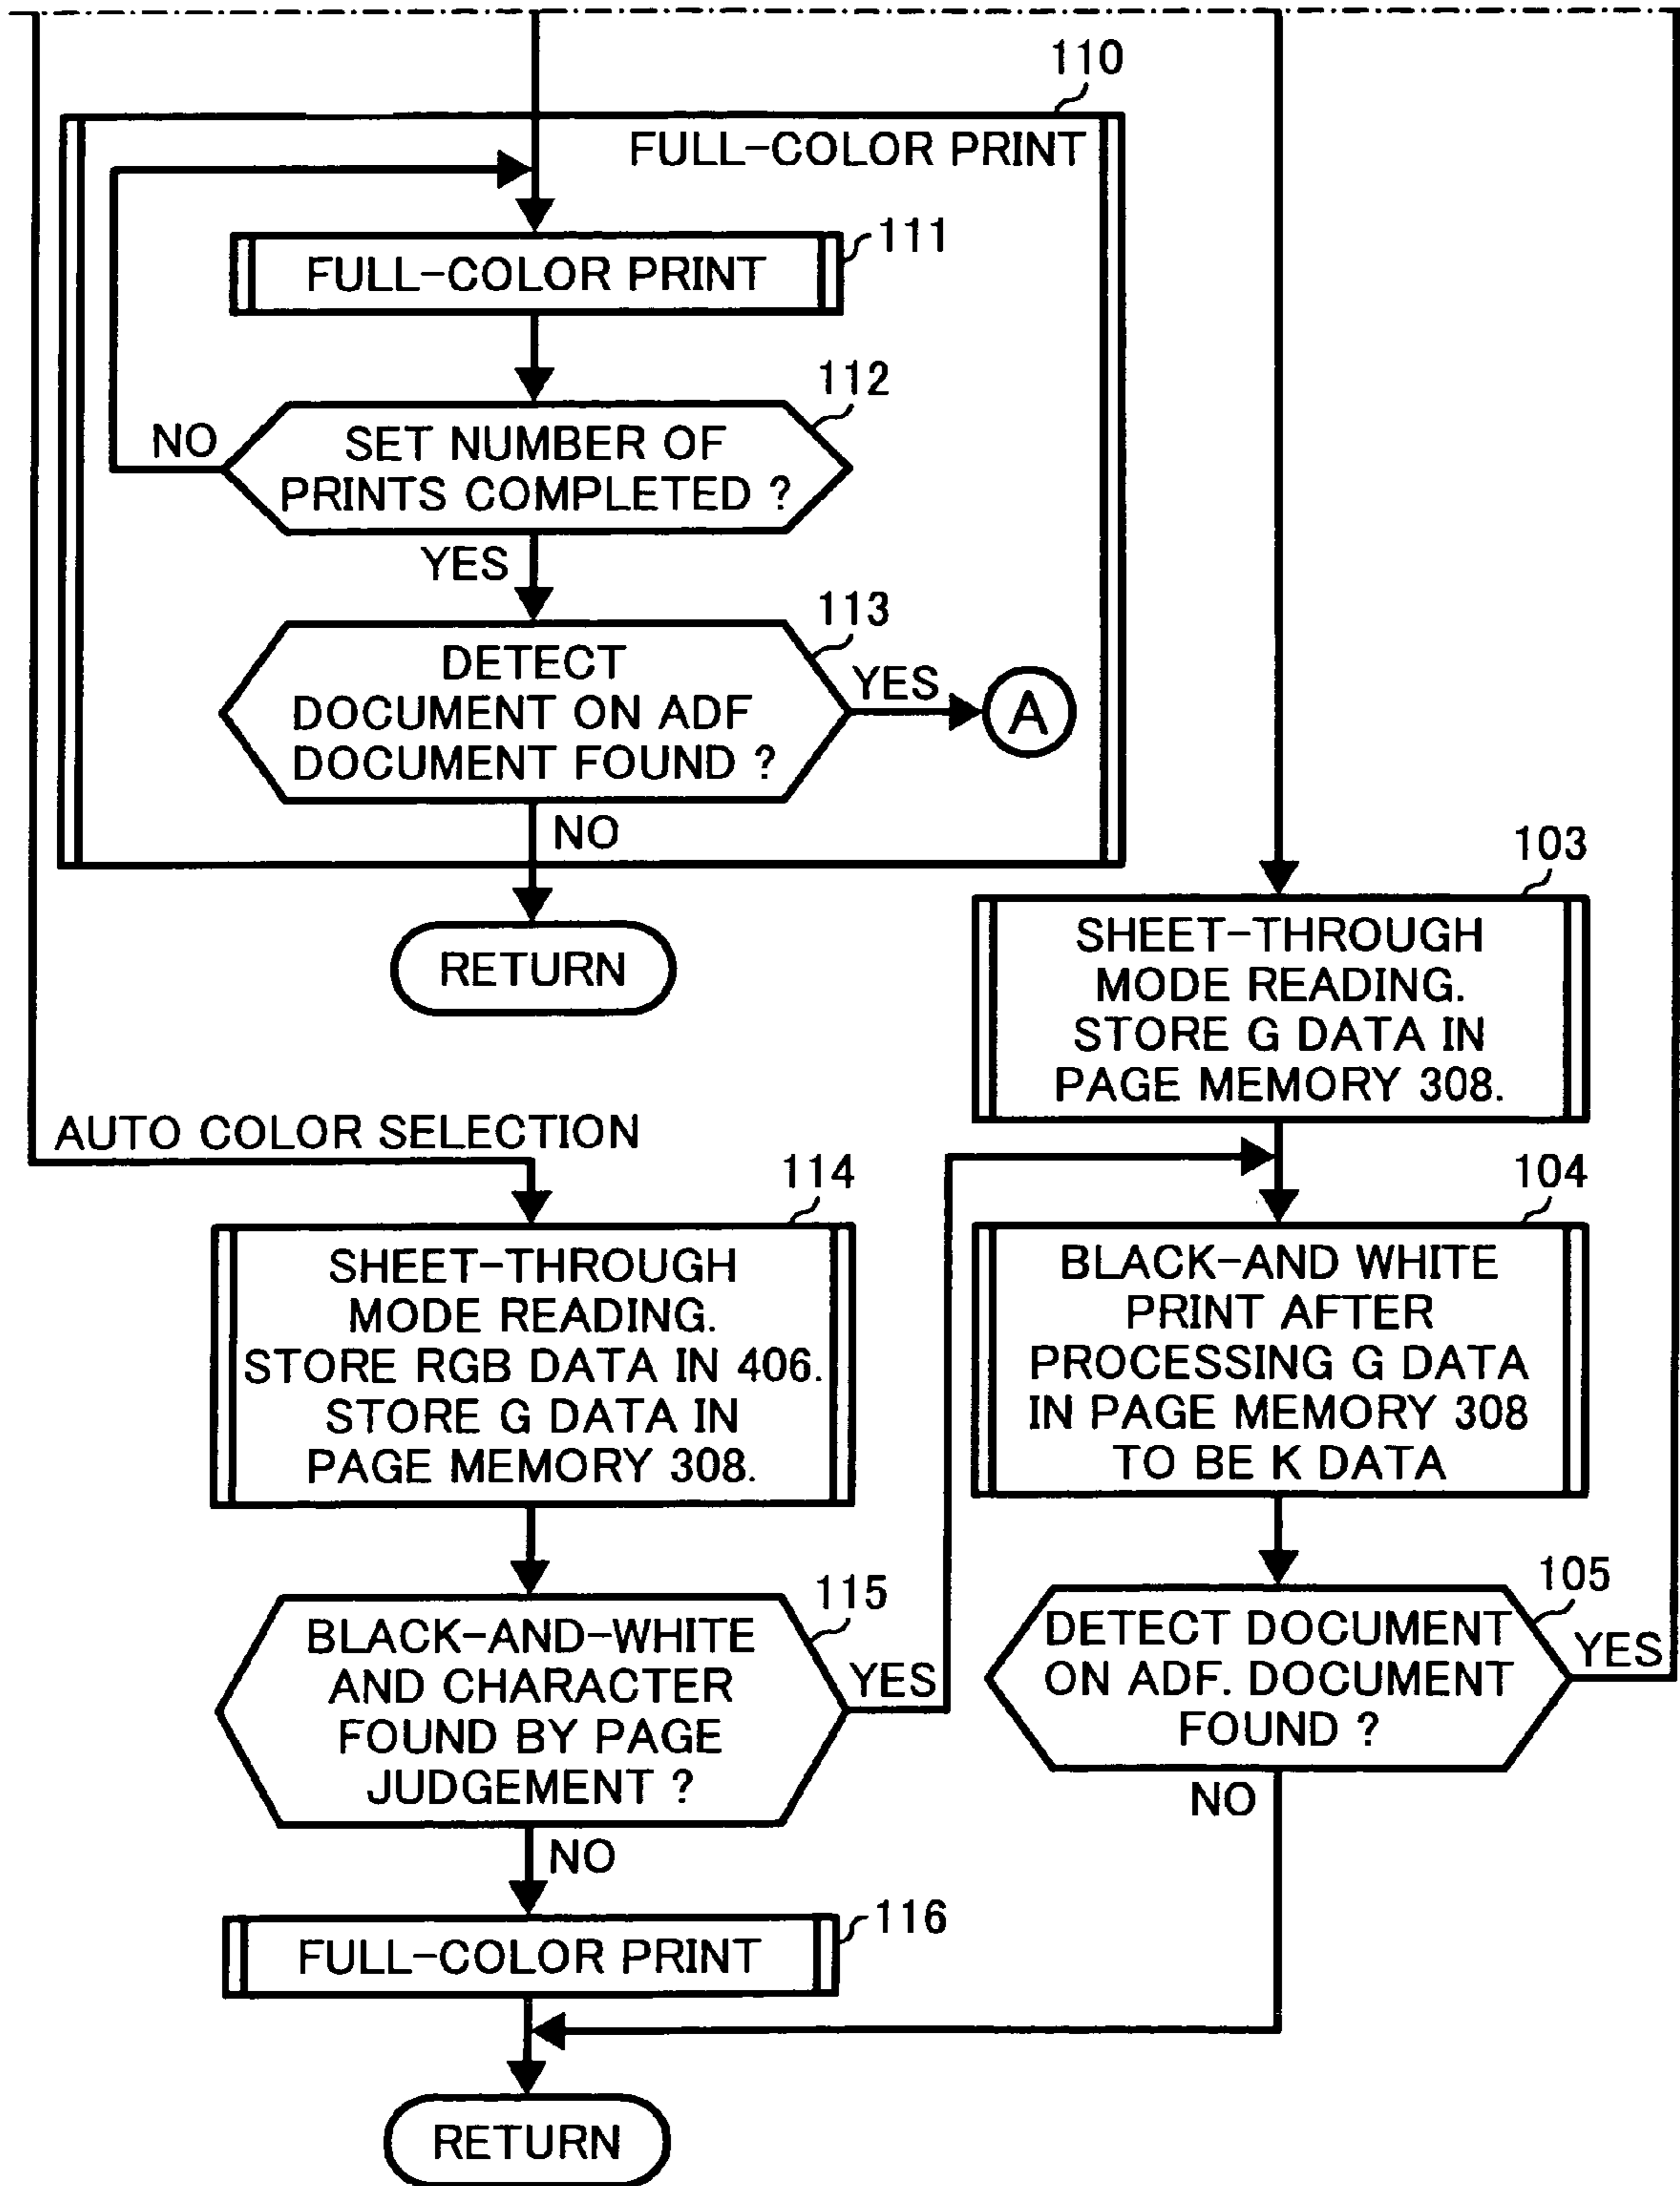 110
FULL-COLOR PRINT
111
FULL-COLOR PRINT
112
NO
SET NUMBER OF
PRINTS COMPLETED ?
YES
113
DETECT
DOCUMENT ON ADF
DOCUMENT FOUND ?
YES
A
NO
RETURN
103
SHEET-THROUGH
MODE READING.
STORE G DATA IN
PAGE MEMORY 308.
AUTO COLOR SELECTION
114
SHEET-THROUGH
MODE READING.
STORE RGB DATA IN 406.
STORE G DATA IN
PAGE MEMORY 308.
104
BLACK-AND WHITE
PRINT AFTER
PROCESSING G DATA
IN PAGE MEMORY 308
TO BE K DATA
115
BLACK-AND-WHITE
AND CHARACTER
FOUND BY PAGE
JUDGEMENT ?
YES
105
DETECT DOCUMENT
ON ADF. DOCUMENT
FOUND ?
YES
NO
NO
116
FULL-COLOR PRINT
RETURN